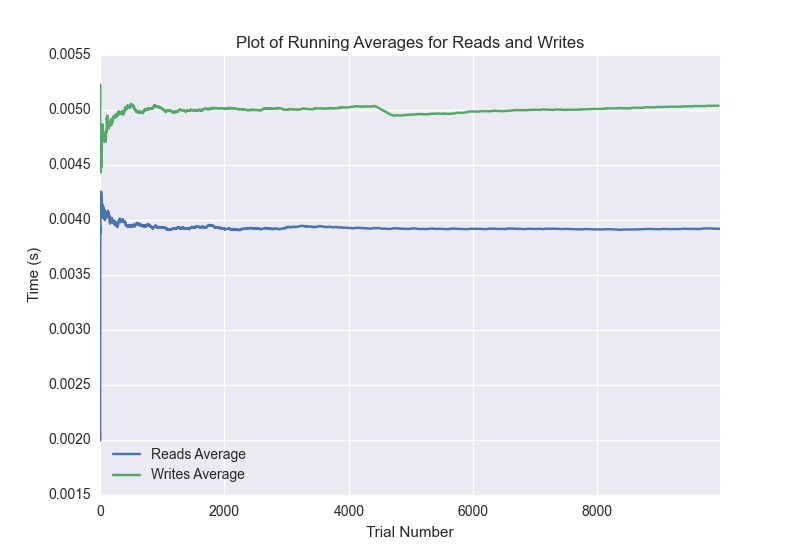 Plot of Running Averages for Reads and Writes
0.0055
0.0050
0.0045
0.0040
0.0035
0.0030
0.0025
0.0020
0.0015
Time (s)
Reads Average
Writes Average
0 2000 4000 6000 8000
Trial Number